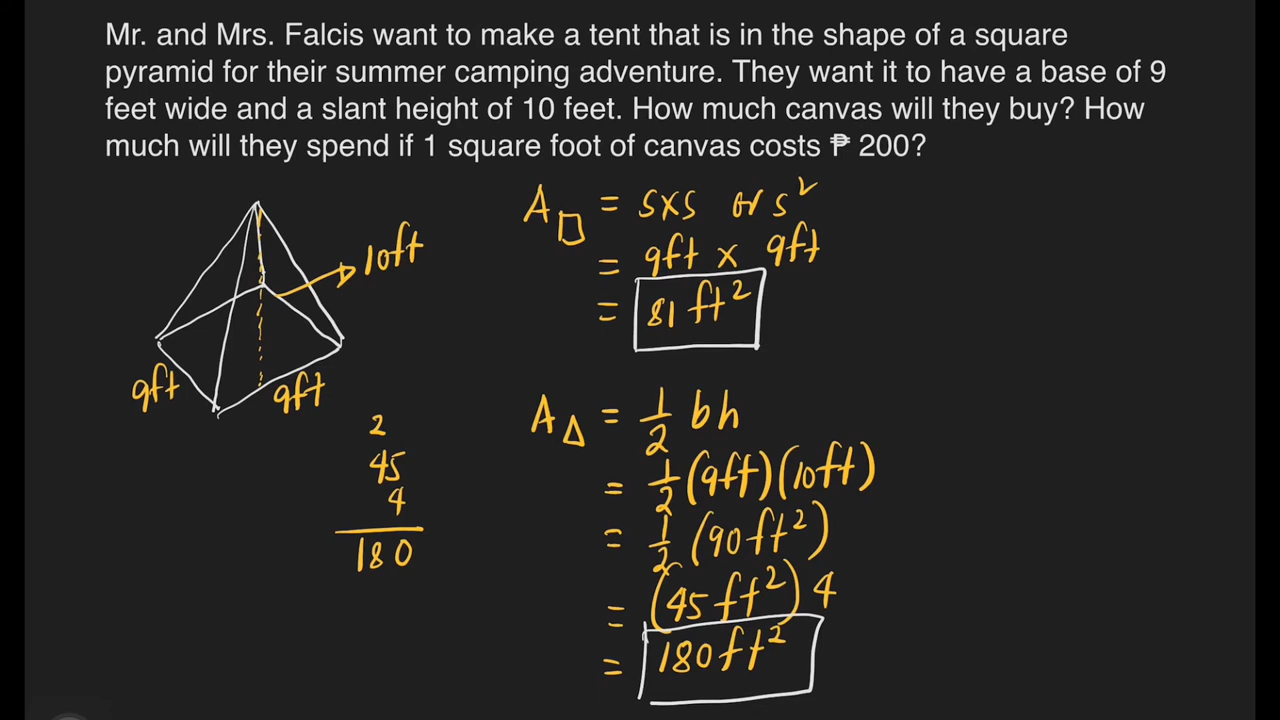 Mr. and Mrs. Falcis want to make a tent that is in the shape of a square
pyramid for their summer camping adventure. They want it to have a base of 9
feet wide and a slant height of 10 feet. How much canvas will they buy? How
much will they spend if 1 square foot of canvas costs ₱ 200?
10ft
9ft
9ft
2
45
4
180
A□ = s×s or s²
= 9ft x 9ft
= 81 ft²
A△ = 1/2 bh
= 1/2 (9ft)(10ft)
= 1/2 (90ft²)
= (45ft²) 4
= 180ft²